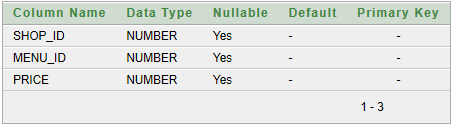 Column Name Data Type Nullable Default Primary Key
SHOP_ID NUMBER Yes - -
MENU_ID NUMBER Yes - -
PRICE NUMBER Yes - -
1 - 3